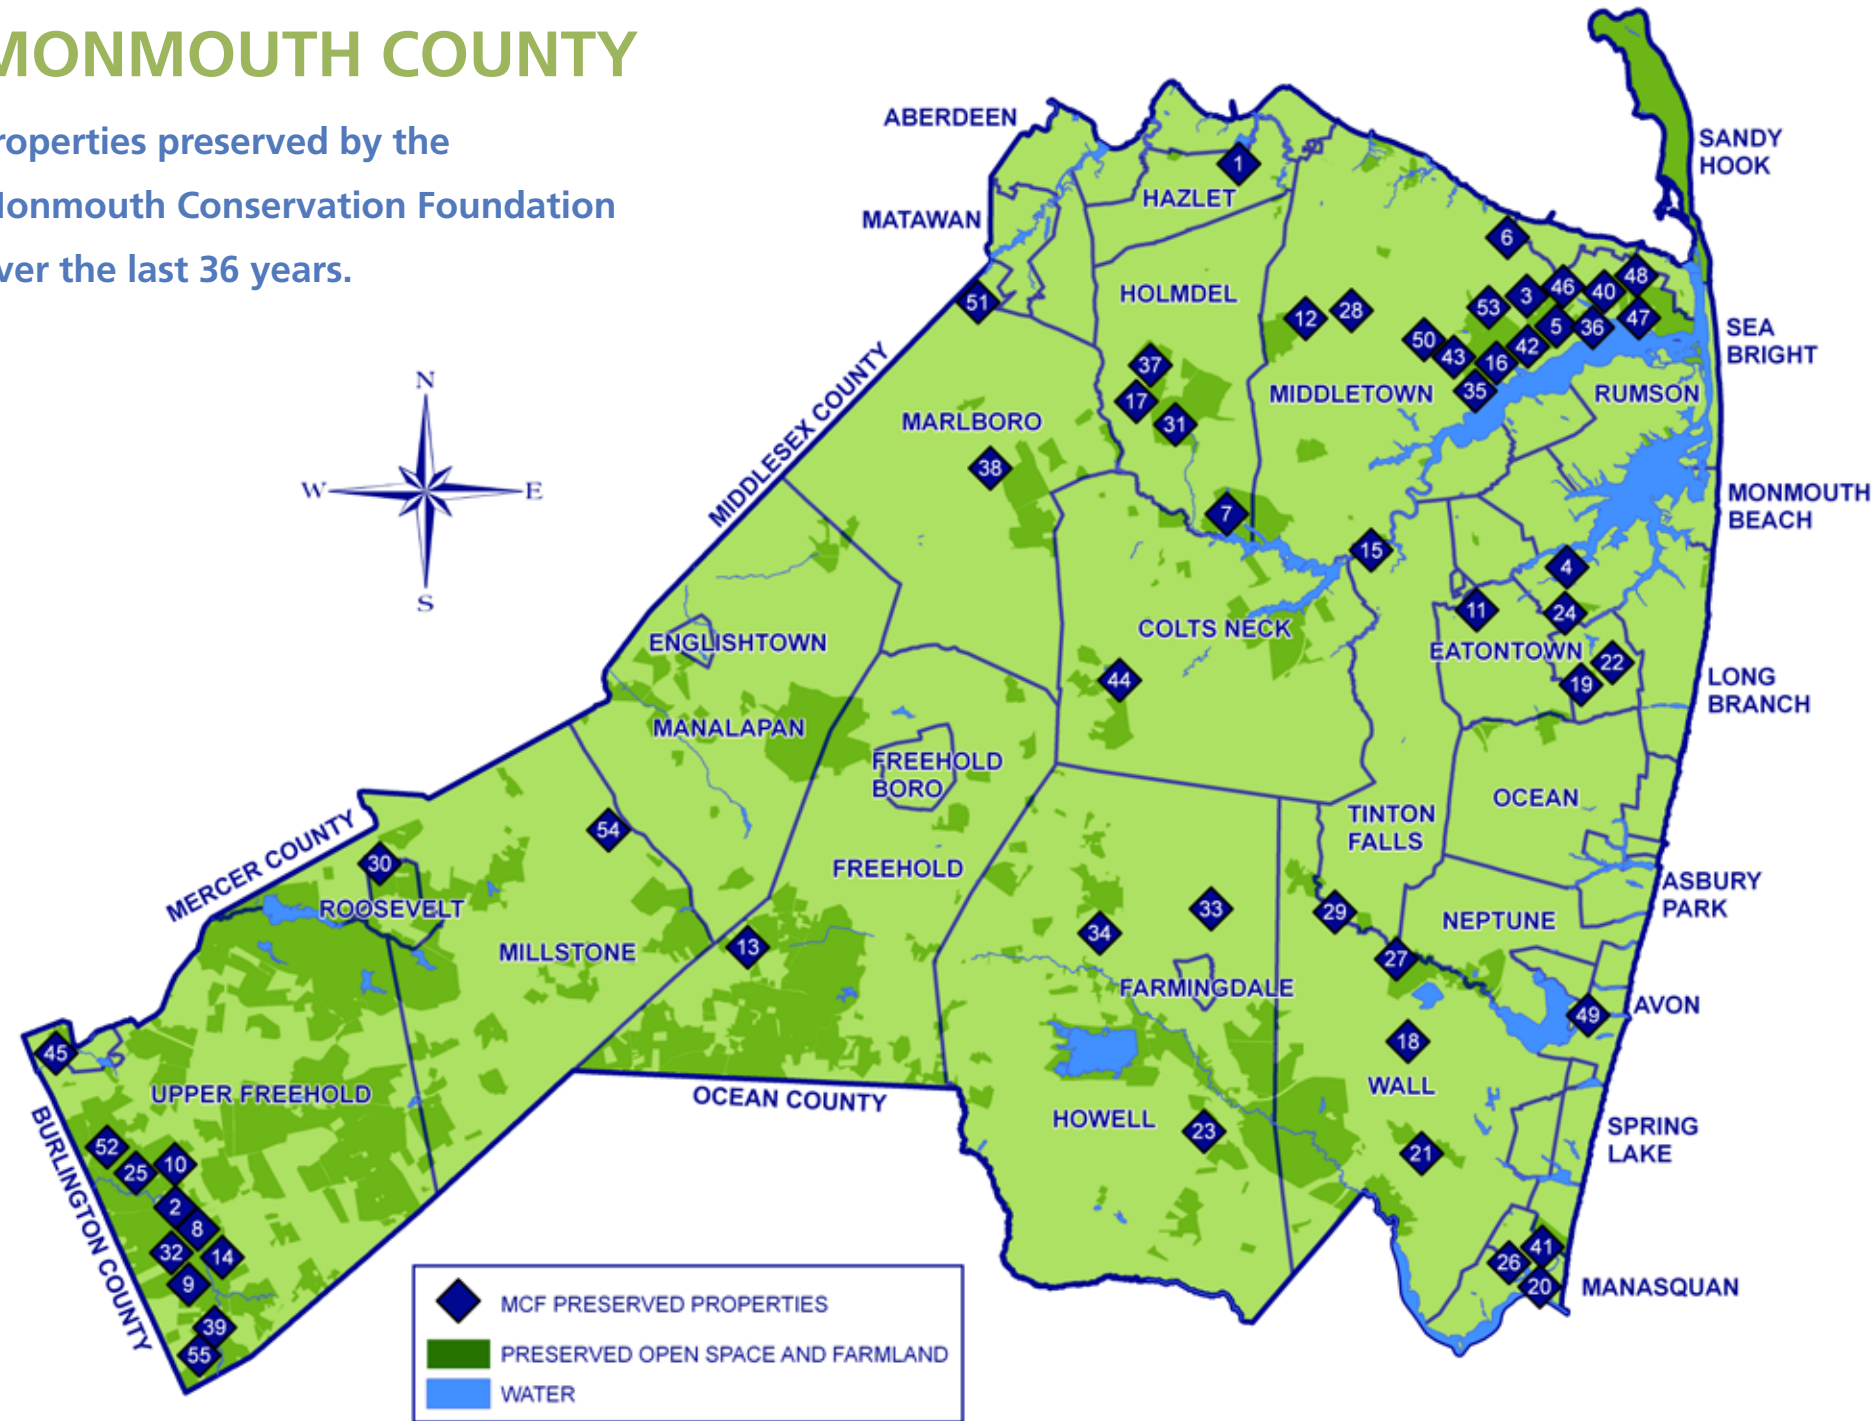 MONMOUTH COUNTY
roperties preserved by the
onmouth Conservation Foundation
ver the last 36 years.
N
W
E
S
ABERDEEN
SANDY
HOOK
1
HAZLET
MATAWAN
6
51
HOLMDEL
12
28
53
3
46
40
48
5
36
47
50
43
16
42
35
SEA
BRIGHT
37
17
31
MIDDLETOWN
RUMSON
MIDDLESEX COUNTY
MARLBORO
38
7
MONMOUTH
BEACH
15
4
11
24
COLTS NECK
ENGLISHTOWN
EATONTOWN
22
19
44
LONG
BRANCH
MANALAPAN
FREEHOLD
BORO
OCEAN
TINTON
FALLS
54
MERCER COUNTY
30
FREEHOLD
ASBURY
PARK
ROOSEVELT
33
29
NEPTUNE
34
13
MILLSTONE
27
FARMINGDALE
AVON
49
18
45
WALL
UPPER FREEHOLD
OCEAN COUNTY
HOWELL
23
21
SPRING
LAKE
BURLINGTON COUNTY
52
25
10
2
8
32
14
9
39
55
41
26
20
MANASQUAN
MCF PRESERVED PROPERTIES
PRESERVED OPEN SPACE AND FARMLAND
WATER